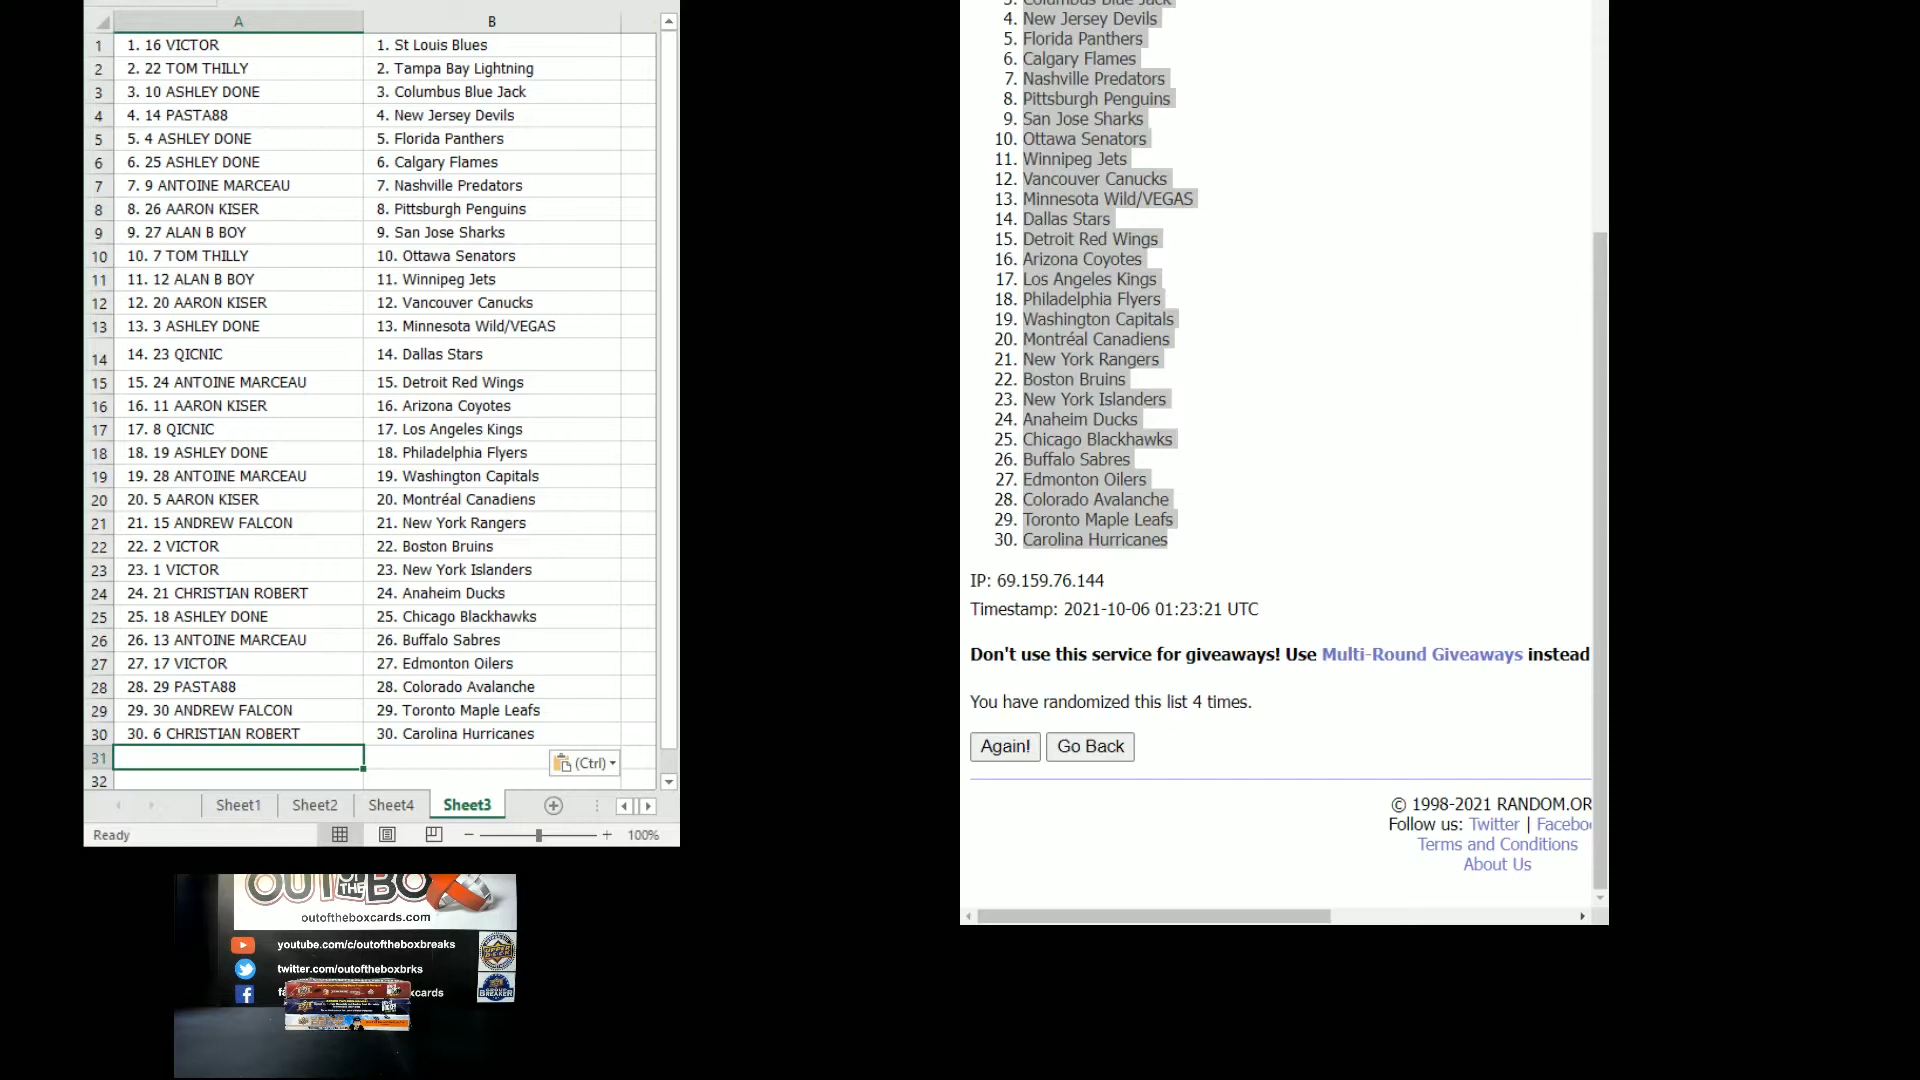 A B
1 1. 16 VICTOR 1. St Louis Blues
2 2. 22 TOM THILLY 2. Tampa Bay Lightning
3 3. 10 ASHLEY DONE 3. Columbus Blue Jack
4 4. 14 PASTA88 4. New Jersey Devils
5 5. 4 ASHLEY DONE 5. Florida Panthers
6 6. 25 ASHLEY DONE 6. Calgary Flames
7 7. 9 ANTOINE MARCEAU 7. Nashville Predators
8 8. 26 AARON KISER 8. Pittsburgh Penguins
9 9. 27 ALAN B BOY 9. San Jose Sharks
10 10. 7 TOM THILLY 10. Ottawa Senators
11 11. 12 ALAN B BOY 11. Winnipeg Jets
12 12. 20 AARON KISER 12. Vancouver Canucks
13 13. 3 ASHLEY DONE 13. Minnesota Wild/VEGAS
14 14. 23 QICNIC 14. Dallas Stars
15 15. 24 ANTOINE MARCEAU 15. Detroit Red Wings
16 16. 11 AARON KISER 16. Arizona Coyotes
17 17. 8 QICNIC 17. Los Angeles Kings
18 18. 19 ASHLEY DONE 18. Philadelphia Flyers
19 19. 28 ANTOINE MARCEAU 19. Washington Capitals
20 20. 5 AARON KISER 20. Montréal Canadiens
21 21. 15 ANDREW FALCON 21. New York Rangers
22 22. 2 VICTOR 22. Boston Bruins
23 23. 1 VICTOR 23. New York Islanders
24 24. 21 CHRISTIAN ROBERT 24. Anaheim Ducks
25 25. 18 ASHLEY DONE 25. Chicago Blackhawks
26 26. 13 ANTOINE MARCEAU 26. Buffalo Sabres
27 27. 17 VICTOR 27. Edmonton Oilers
28 28. 29 PASTA88 28. Colorado Avalanche
29 29. 30 ANDREW FALCON 29. Toronto Maple Leafs
30 30. 6 CHRISTIAN ROBERT 30. Carolina Hurricanes
31
32
(Ctrl)
Sheet1 Sheet2 Sheet4 Sheet3
Ready 100%
OUT OF THE BOX
outoftheboxcards.com
youtube.com/c/outoftheboxbreaks
twitter.com/outoftheboxbrks
cards
3. Columbus Blue Jack
4. New Jersey Devils
5. Florida Panthers
6. Calgary Flames
7. Nashville Predators
8. Pittsburgh Penguins
9. San Jose Sharks
10. Ottawa Senators
11. Winnipeg Jets
12. Vancouver Canucks
13. Minnesota Wild/VEGAS
14. Dallas Stars
15. Detroit Red Wings
16. Arizona Coyotes
17. Los Angeles Kings
18. Philadelphia Flyers
19. Washington Capitals
20. Montréal Canadiens
21. New York Rangers
22. Boston Bruins
23. New York Islanders
24. Anaheim Ducks
25. Chicago Blackhawks
26. Buffalo Sabres
27. Edmonton Oilers
28. Colorado Avalanche
29. Toronto Maple Leafs
30. Carolina Hurricanes
IP: 69.159.76.144
Timestamp: 2021-10-06 01:23:21 UTC
Don't use this service for giveaways! Use Multi-Round Giveaways instead
You have randomized this list 4 times.
Again! Go Back
© 1998-2021 RANDOM.OR
Follow us: Twitter | Facebo
Terms and Conditions
About Us